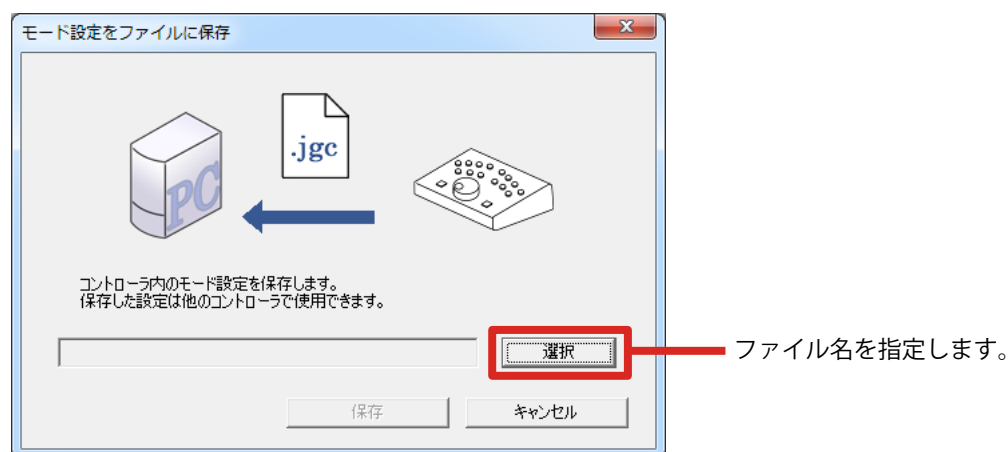 モード設定をファイルに保存
.jgc
PC
コントローラ内のモード設定を保存します。
保存した設定は他のコントローラで使用できます。
選択
ファイル名を指定します。
保存
キャンセル